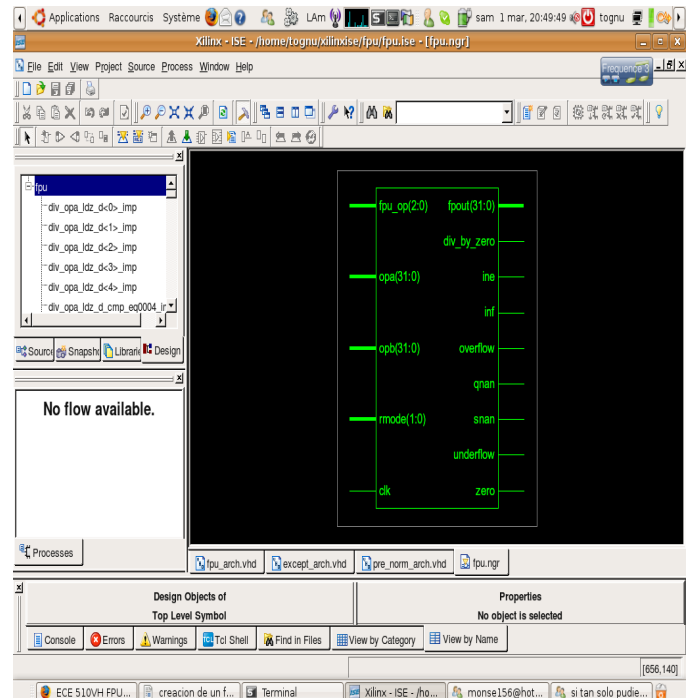 Applications Raccourcis Système LAm sam 1 mar, 20:49:49 tognu
Xilinx - ISE - /home/tognu/xilinxise/fpu/fpu.ise - [fpu.ngr]
File Edit View Project Source Process Window Help
Frequence 3
fpu
div_opa_ldz_d<0>_imp
div_opa_ldz_d<1>_imp
div_opa_ldz_d<2>_imp
div_opa_ldz_d<3>_imp
div_opa_ldz_d<4>_imp
div_opa_ldz_d_cmp_eq0004_ir
Source Snapsho Librarie Design
No flow available.
Processes
fpu_op(2:0) fpout(31:0)
div_by_zero
opa(31:0) ine
inf
opb(31:0) overflow
qnan
rmode(1:0) snan
underflow
clk zero
fpu_arch.vhd except_arch.vhd pre_norm_arch.vhd fpu.ngr
Design Objects of
Top Level Symbol
Properties
No object is selected
Console Errors Warnings Tcl Shell Find in Files View by Category View by Name
[656,140]
ECE 510VH FPU... creacion de un f... Terminal Xilinx - ISE - /ho... monse156@hot... si tan solo pudie...